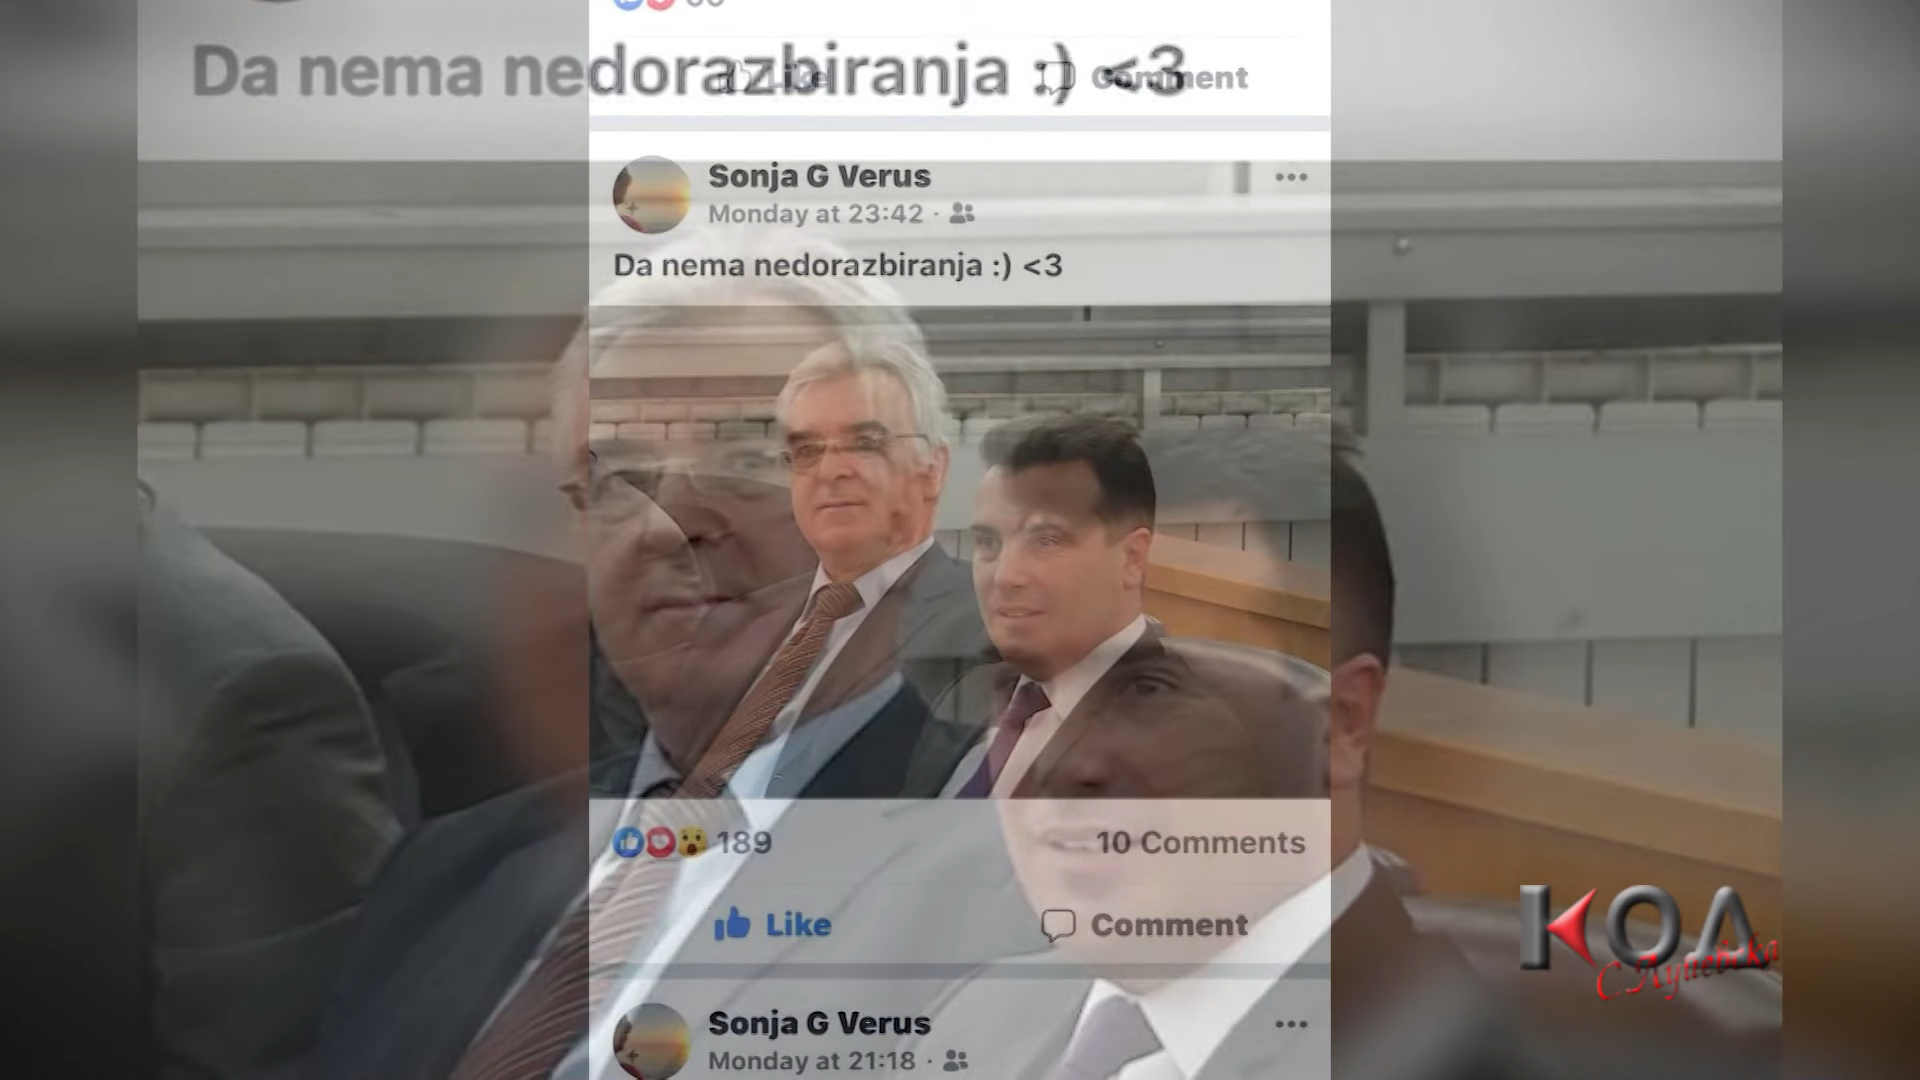 60
Like
Comment
Da nema nedorazbiranja :) <3
Sonja G Verus
Monday at 23:42 ·
Da nema nedorazbiranja :) <3
189
10 Comments
Like
Comment
КОД
Sonja G Verus
Monday at 21:18 ·